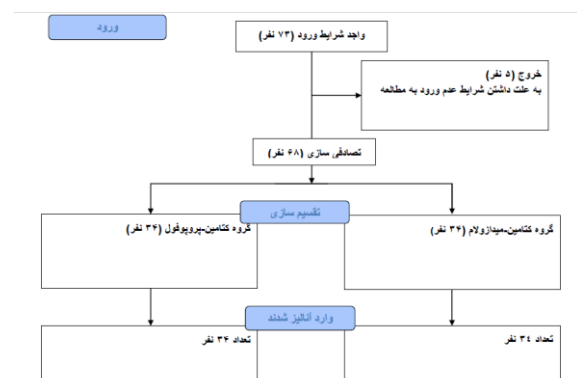 ورود
واجد شرایط ورود (۷۳ نفر)
خروج (۵ نفر)
به علت داشتن شرایط عدم ورود به مطالعه
تصادفی سازی (۶۸ نفر)
تقسیم سازی
گروه کتامین-میدازولام (۳۴ نفر)
گروه کتامین-پروپوفول (۳۴ نفر)
وارد آنالیز شدند
تعداد ٣٤ نفر
تعداد ۳۴ نفر